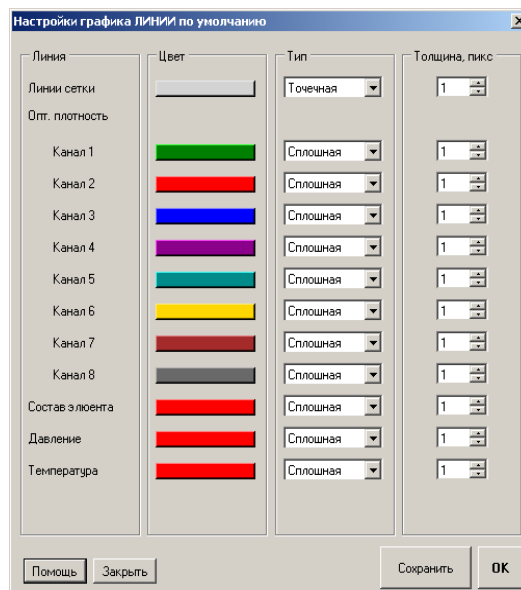 Настройки графика ЛИНИИ по умолчанию
Линия Цвет Тип Толщина, пикс
Линии сетки Точечная 1
Опт. плотность
Канал 1 Сплошная 1
Канал 2 Сплошная 1
Канал 3 Сплошная 1
Канал 4 Сплошная 1
Канал 5 Сплошная 1
Канал 6 Сплошная 1
Канал 7 Сплошная 1
Канал 8 Сплошная 1
Состав элюента Сплошная 1
Давление Сплошная 1
Температура Сплошная 1
Помощь Закрыть Сохранить OK